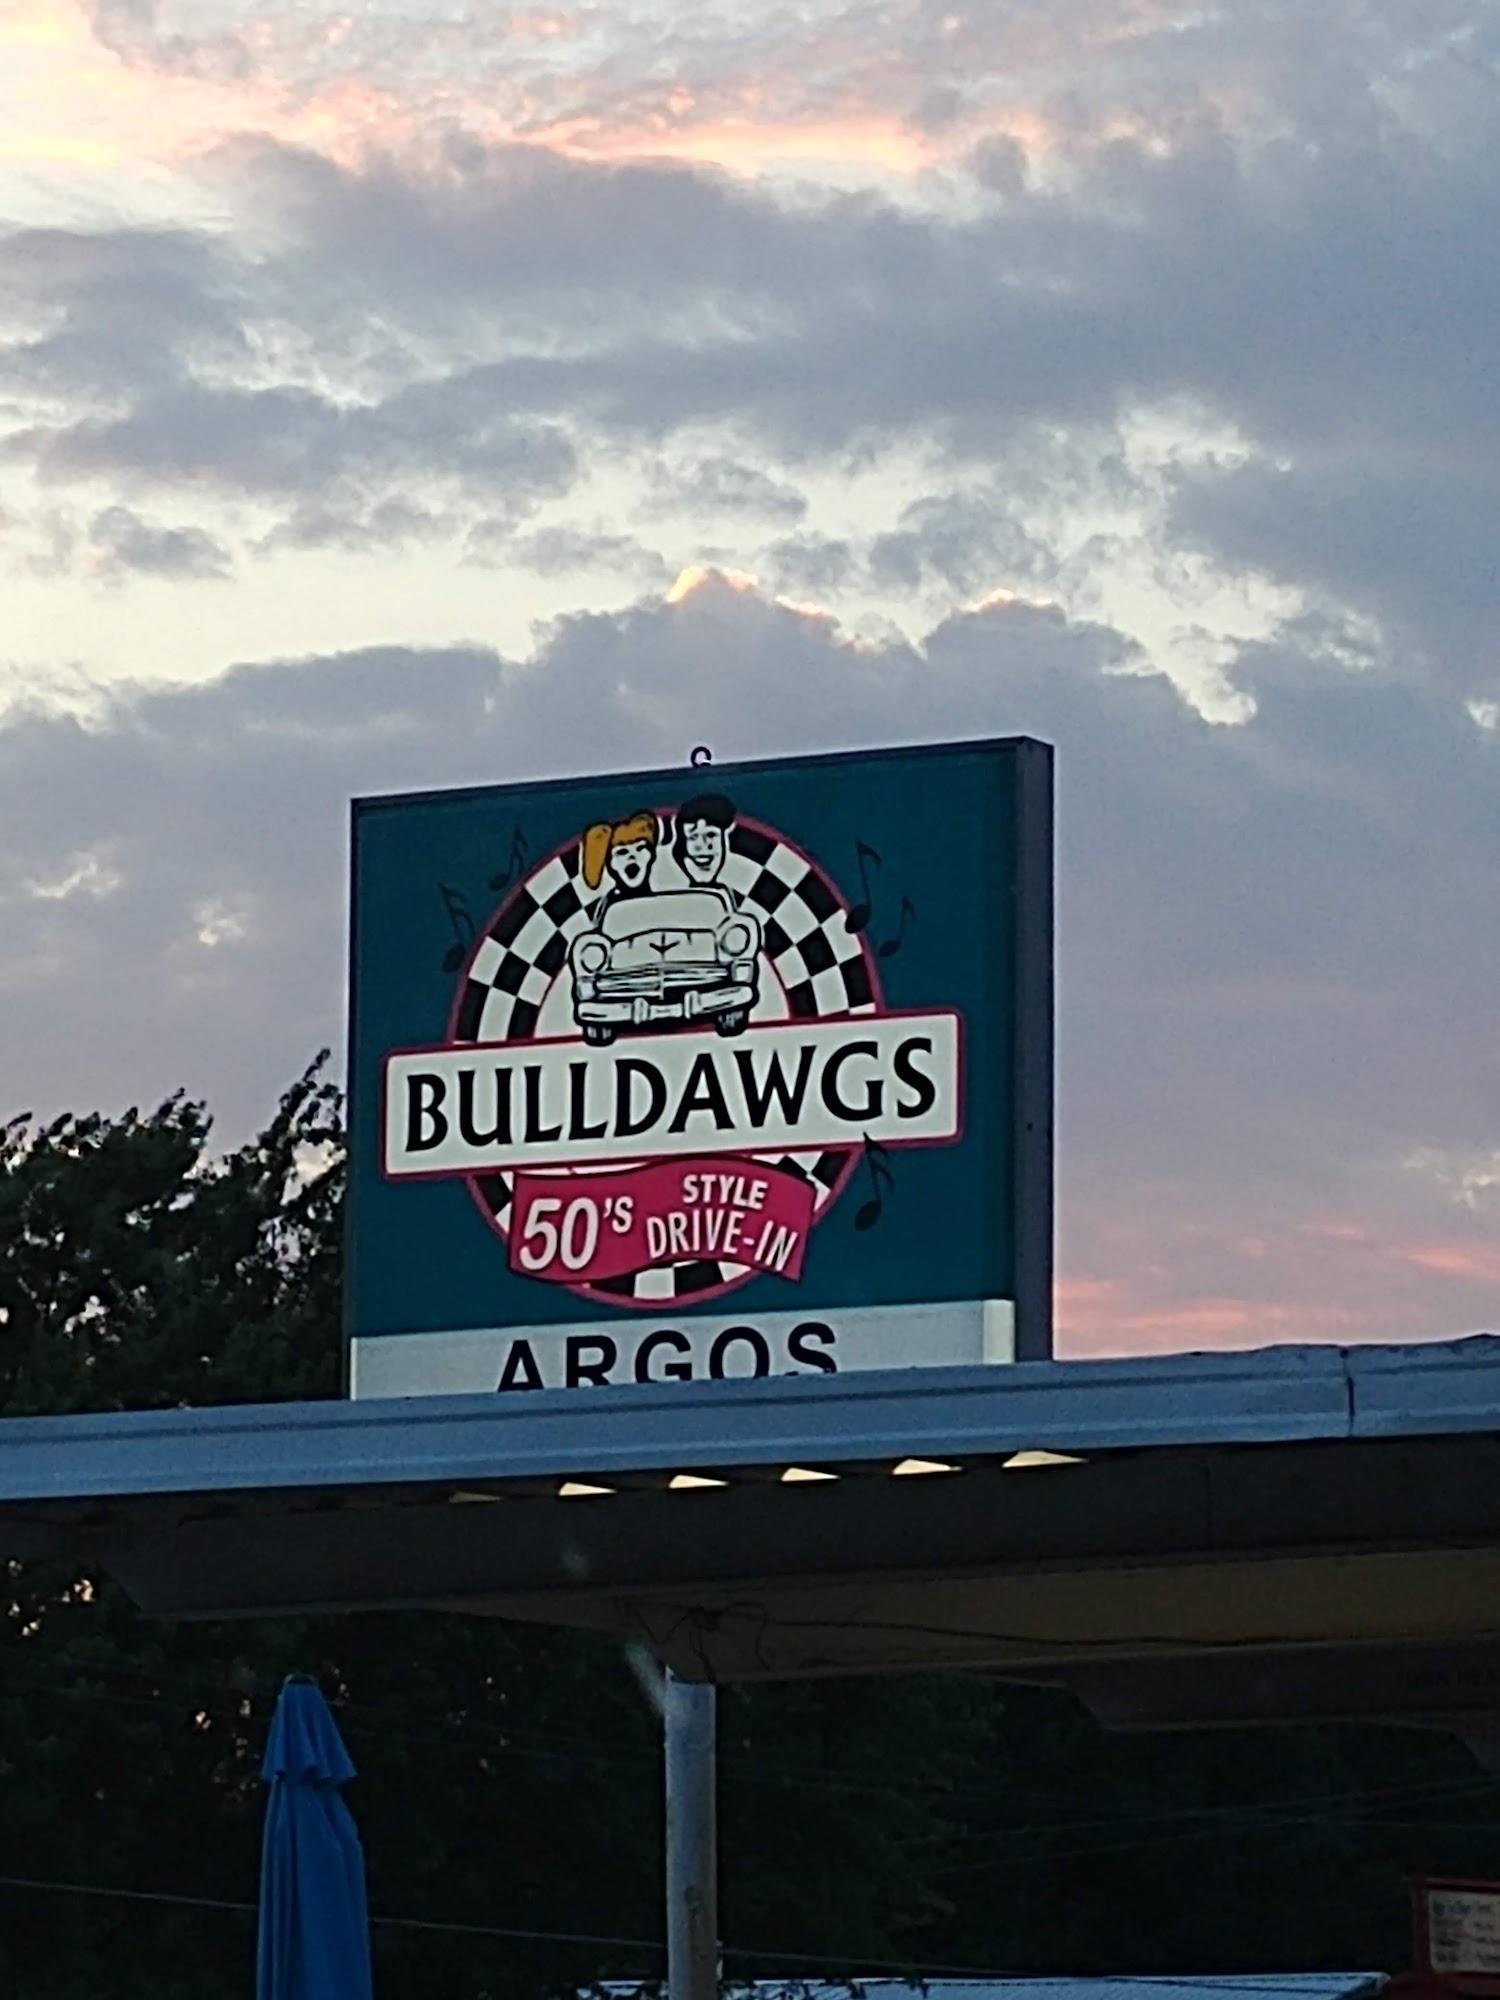 BULLDAWGS
50'S STYLE
DRIVE-IN
ARGOS